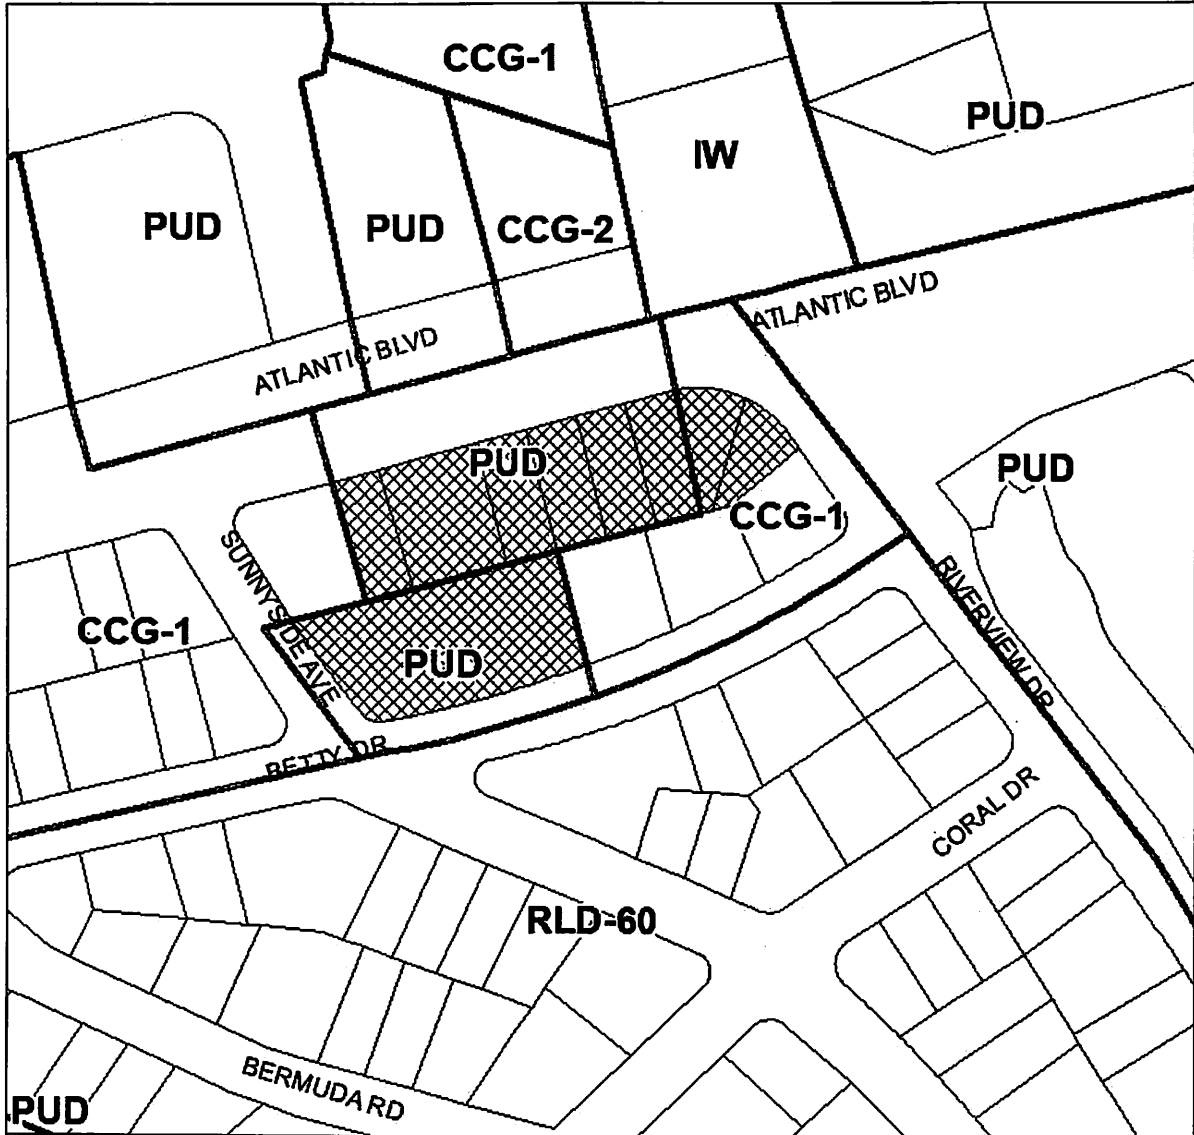 CCG-1
PUD
IW
PUD
PUD
CCG-2
ATLANTIC BLVD
ATLANTIC BLVD
PUD
PUD
CCG-1
SUNNYSIDE AVE
CCG-1
PUD
RIVERVIEW DR
BETTY DR
CORAL DR
RLD-60
BERMUDA RD
PUD